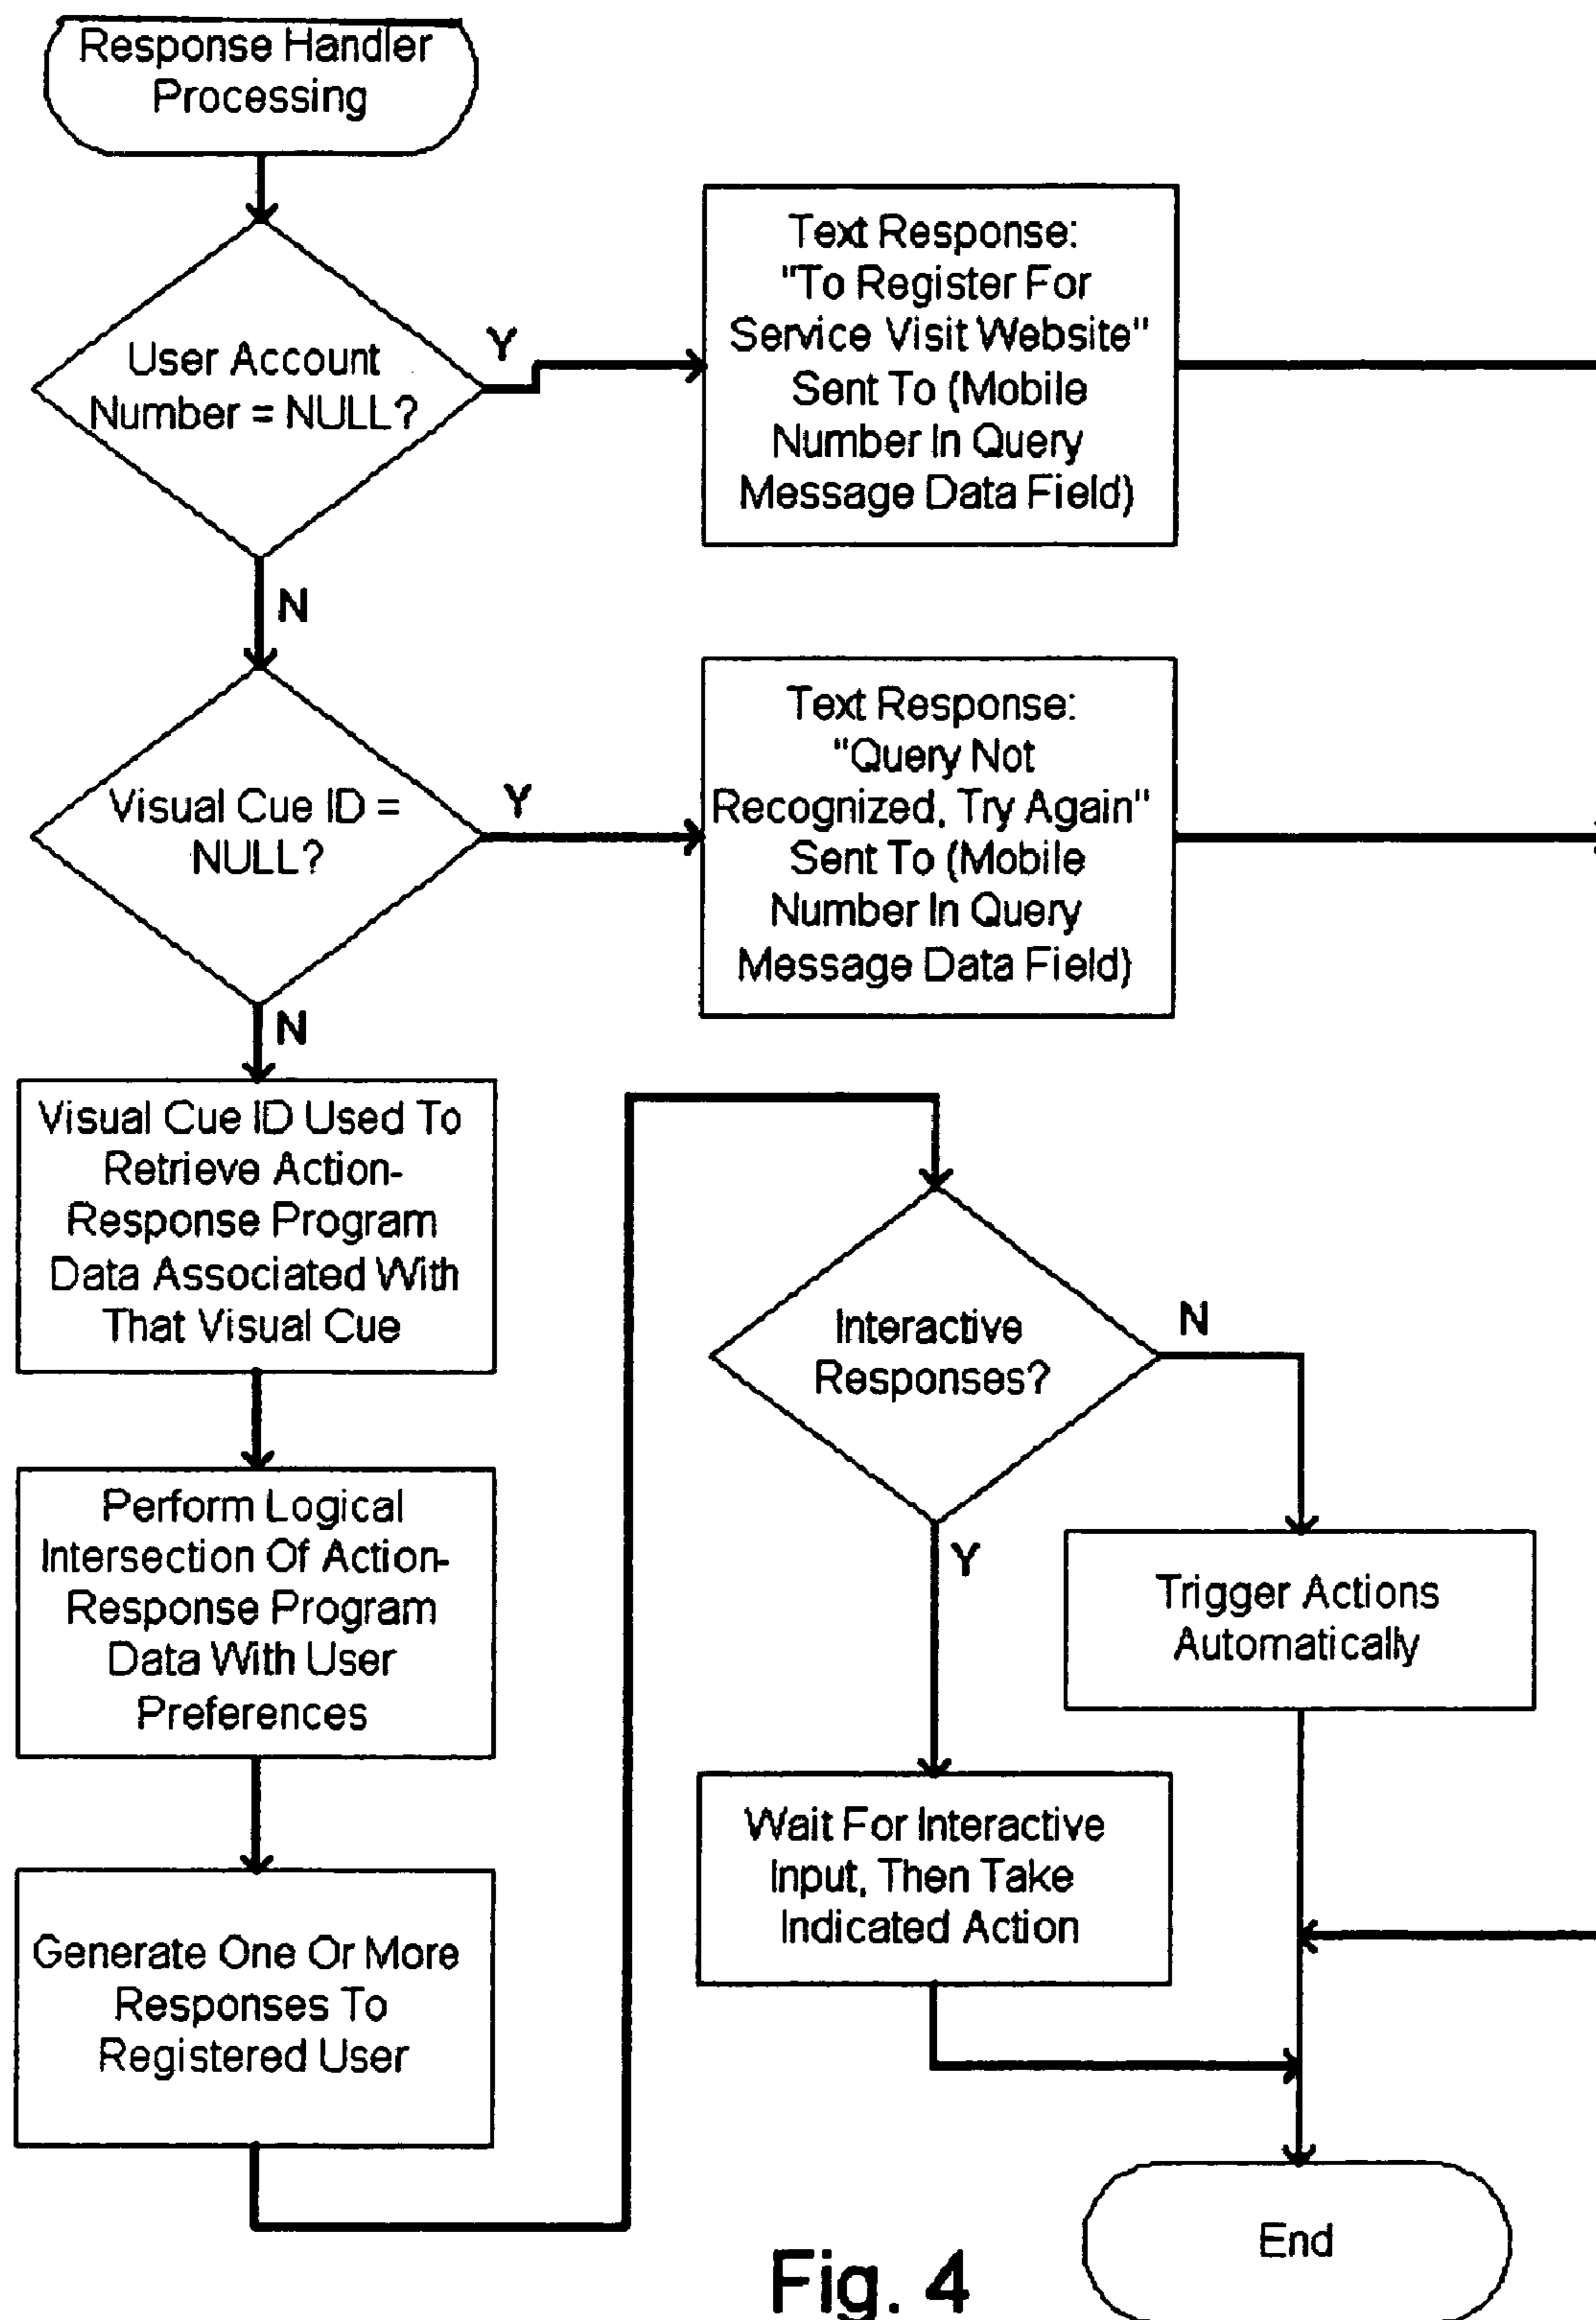 Response Handler
Processing
User Account
Number = NULL?
Y
Text Response:
"To Register For
Service Visit Website"
Sent To (Mobile
Number In Query
Message Data Field)
N
Visual Cue ID =
NULL?
Y
Text Response:
"Query Not
Recognized, Try Again"
Sent To (Mobile
Number In Query
Message Data Field)
N
Visual Cue ID Used To
Retrieve Action-
Response Program
Data Associated With
That Visual Cue
Perform Logical
Intersection Of Action-
Response Program
Data With User
Preferences
Generate One Or More
Responses To
Registered User
Interactive
Responses?
N
Trigger Actions
Automatically
Y
Wait For Interactive
Input, Then Take
Indicated Action
End
Fig. 4